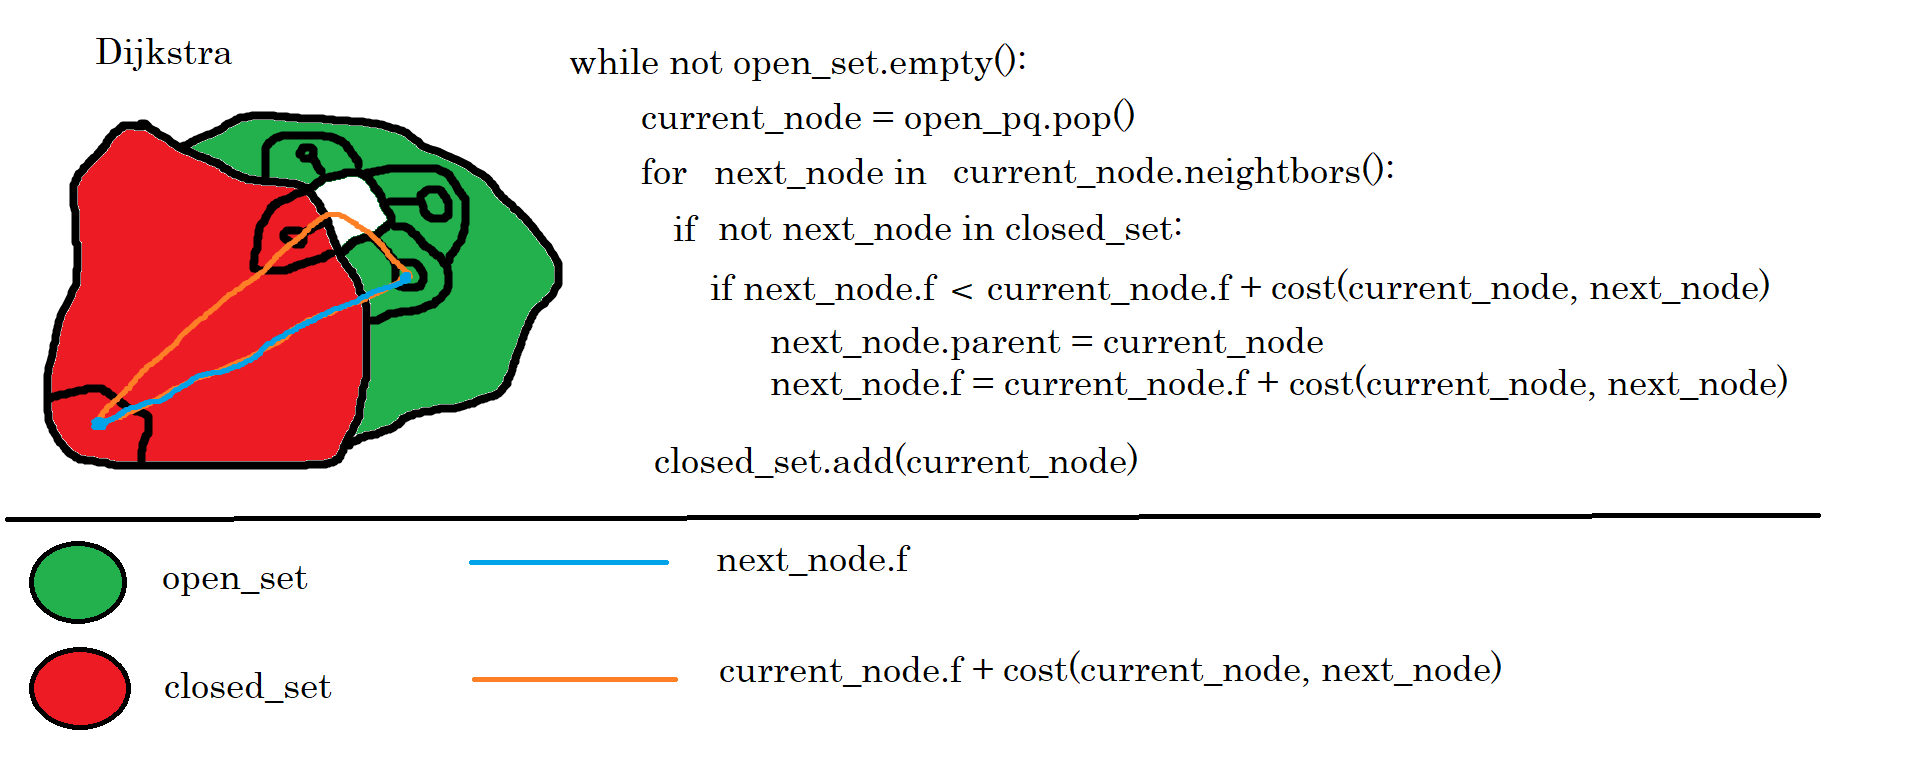 Dijkstra
while not open_set.empty():
current_node = open_pq.pop()
for next_node in current_node.neightbors():
if not next_node in closed_set:
if next_node.f < current_node.f + cost(current_node, next_node)
next_node.parent = current_node
next_node.f = current_node.f + cost(current_node, next_node)
closed_set.add(current_node)
open_set
next_node.f
closed_set
current_node.f + cost(current_node, next_node)